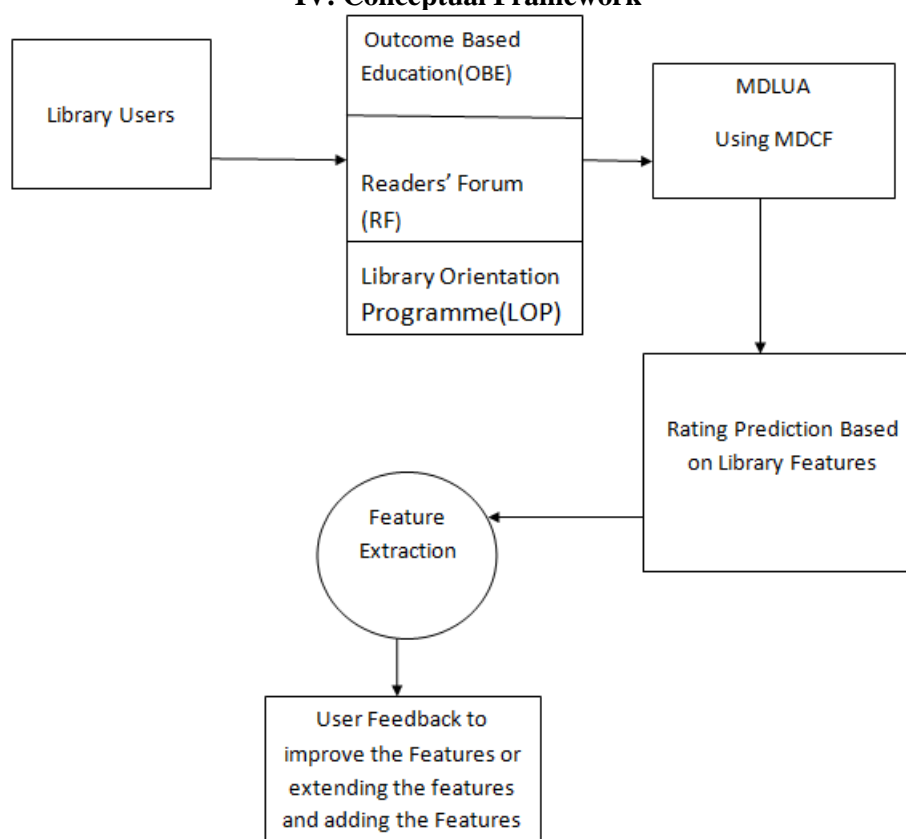 IV. Conceptual Framework
Outcome Based
Education(OBE)
Library Users
MDLUA
Using MDCF
Readers’ Forum
(RF)
Library Orientation
Programme(LOP)
Rating Prediction Based
on Library Features
Feature
Extraction
User Feedback to
improve the Features or
extending the features
and adding the Features